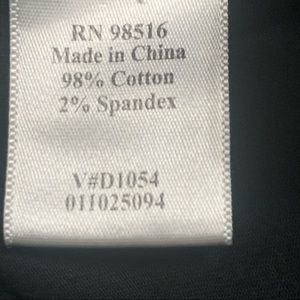 RN 98516
Made in China
98% Cotton
2% Spandex
V#D1054
011025094